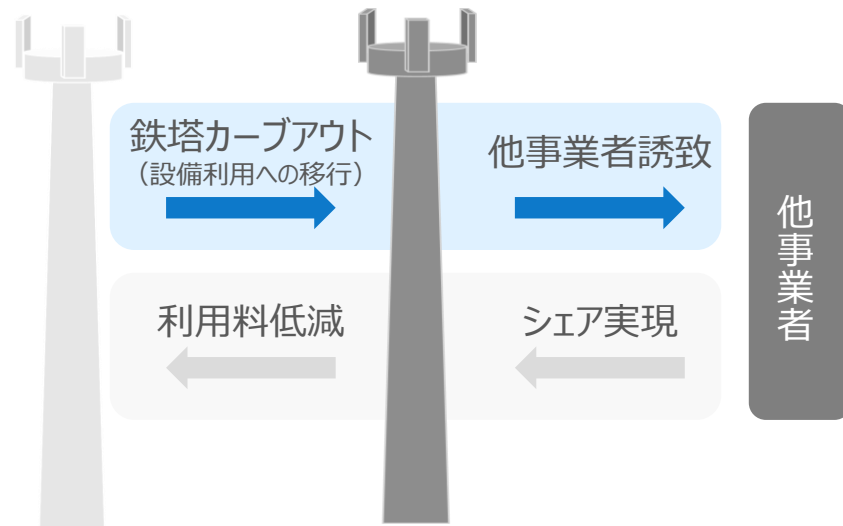 鉄塔カーブアウト
（設備利用への移行）
他事業者誘致
利用料低減
シェア実現
他事業者